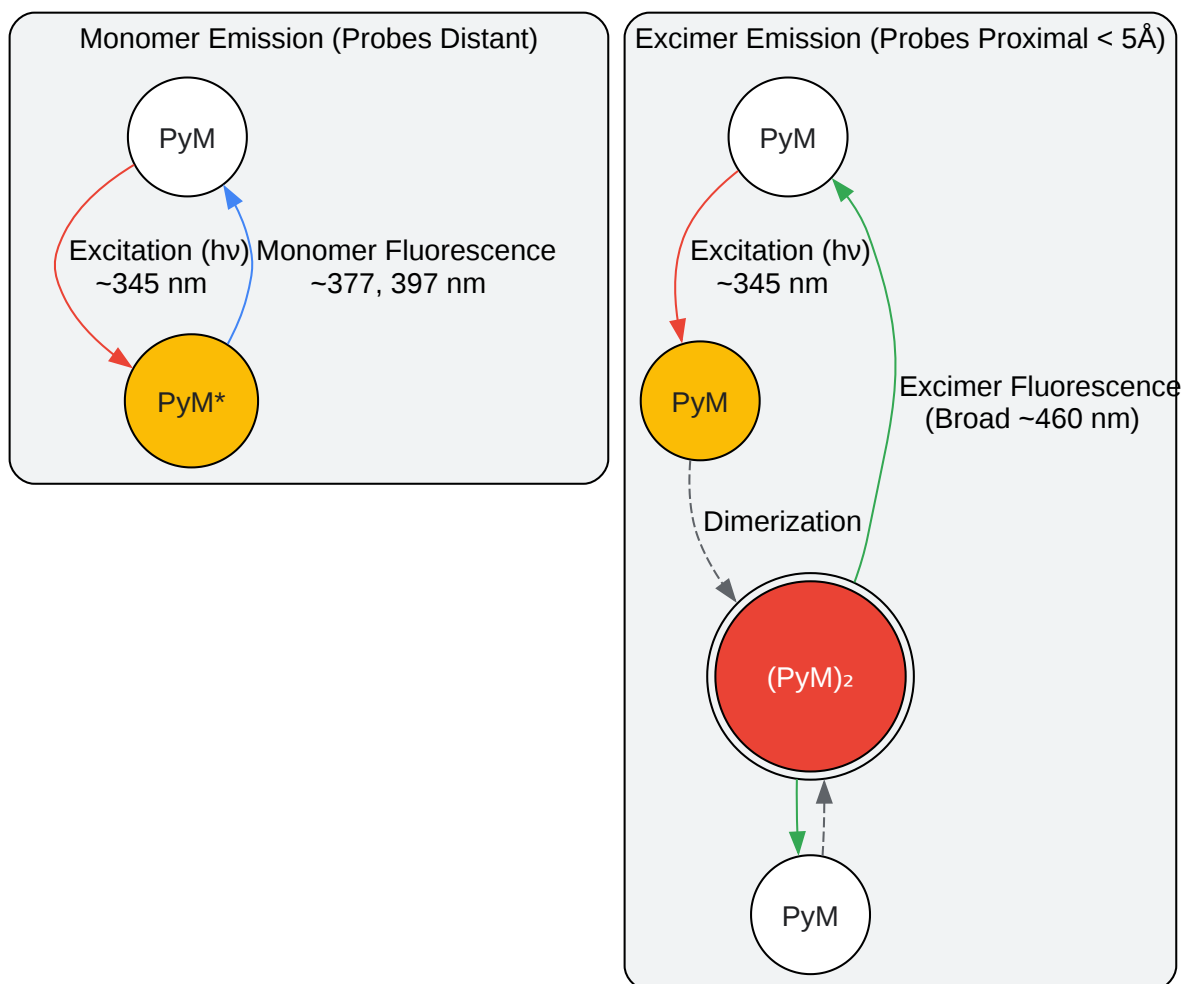 Monomer Emission (Probes Distant)
PyM
Excitation (hν)
~345 nm
Monomer Fluorescence
~377, 397 nm
PyM*
Excimer Emission (Probes Proximal < 5Å)
PyM
Excitation (hν)
~345 nm
PyM
Excimer Fluorescence
(Broad ~460 nm)
Dimerization
(PyM)₂
PyM